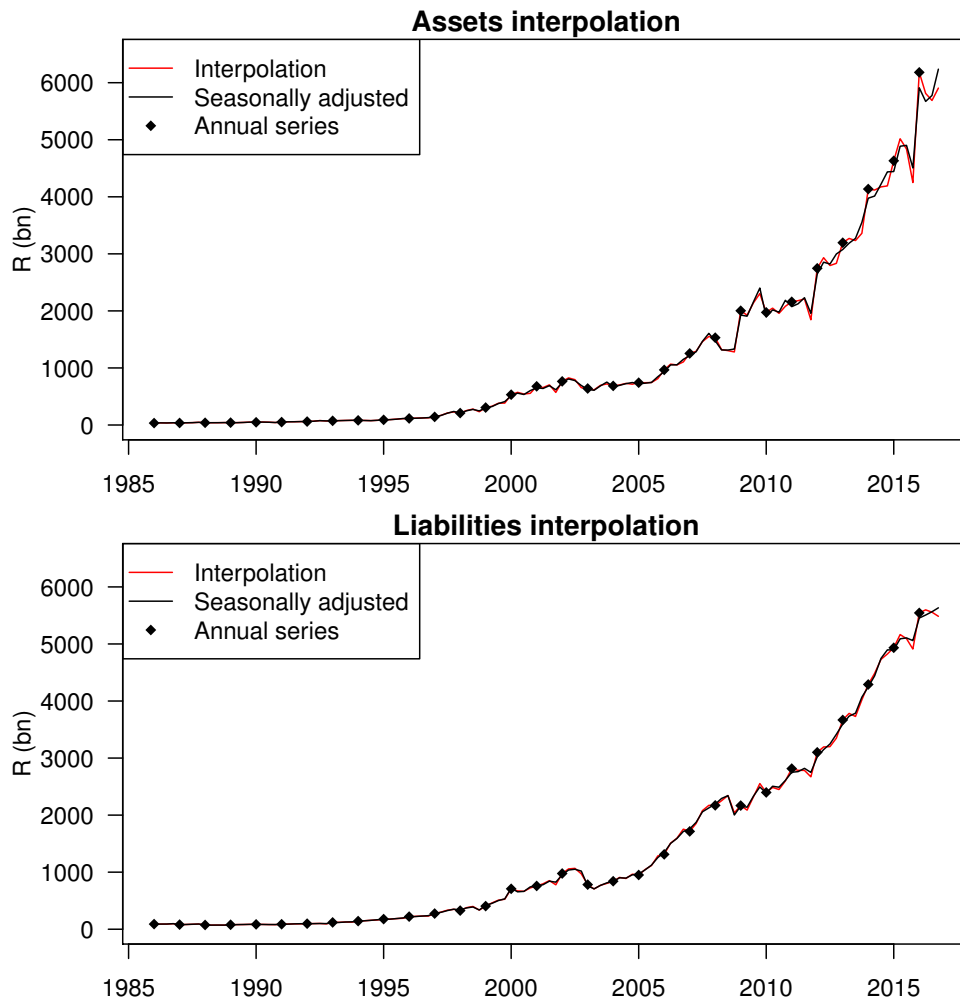 Assets interpolation
Interpolation
Seasonally adjusted
Annual series
R (bn)
6000
5000
4000
3000
2000
1000
0
1985 1990 1995 2000 2005 2010 2015
Liabilities interpolation
Interpolation
Seasonally adjusted
Annual series
R (bn)
6000
5000
4000
3000
2000
1000
0
1985 1990 1995 2000 2005 2010 2015